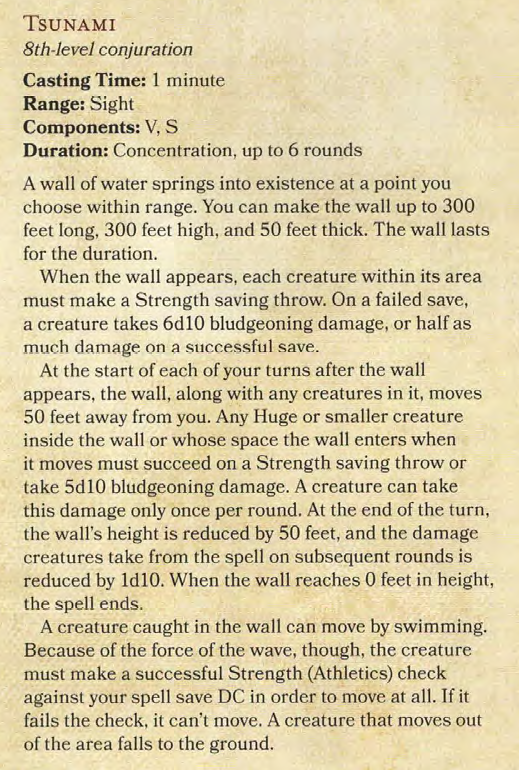 TSUNAMI
8th-level conjuration
Casting Time: 1 minute
Range: Sight
Components: V, S
Duration: Concentration, up to 6 rounds
A wall of water springs into existence at a point you
choose within range. You can make the wall up to 300
feet long, 300 feet high, and 50 feet thick. The wall lasts
for the duration.
When the wall appears, each creature within its area
must make a Strength saving throw. On a failed save,
a creature takes 6d10 bludgeoning damage, or half as
much damage on a successful save.
At the start of each of your turns after the wall
appears, the wall, along with any creatures in it, moves
50 feet away from you. Any Huge or smaller creature
inside the wall or whose space the wall enters when
it moves must succeed on a Strength saving throw or
take 5d10 bludgeoning damage. A creature can take
this damage only once per round. At the end of the turn,
the wall's height is reduced by 50 feet, and the damage
creatures take from the spell on subsequent rounds is
reduced by 1d10. When the wall reaches 0 feet in height,
the spell ends.
A creature caught in the wall can move by swimming.
Because of the force of the wave, though, the creature
must make a successful Strength (Athletics) check
against your spell save DC in order to move at all. If it
fails the check, it can't move. A creature that moves out
of the area falls to the ground.